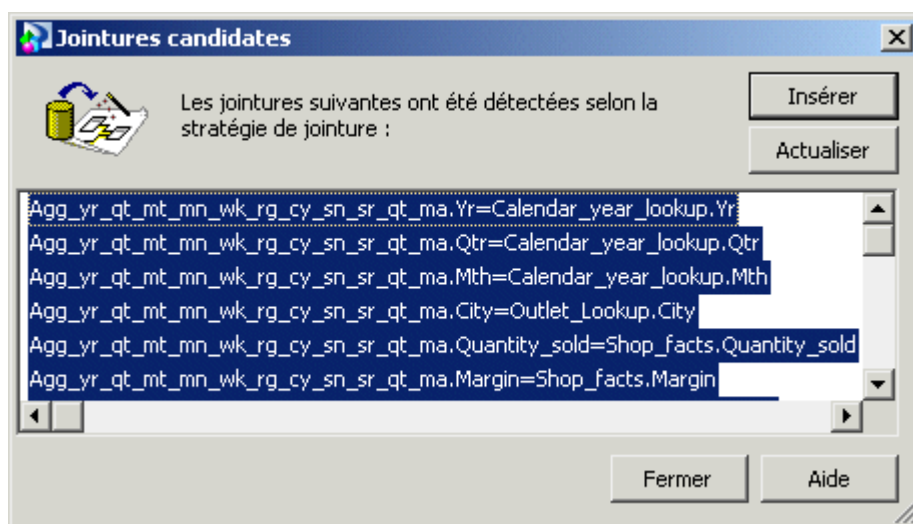 Jointures candidates
Les jointures suivantes ont été détectées selon la
stratégie de jointure :
Insérer
Actualiser
Agg_yr_qt_mt_mn_wk_rg_cy_sn_sr_qt_ma.Yr=Calendar_year_lookup.Yr
Agg_yr_qt_mt_mn_wk_rg_cy_sn_sr_qt_ma.Qtr=Calendar_year_lookup.Qtr
Agg_yr_qt_mt_mn_wk_rg_cy_sn_sr_qt_ma.Mth=Calendar_year_lookup.Mth
Agg_yr_qt_mt_mn_wk_rg_cy_sn_sr_qt_ma.City=Outlet_Lookup.City
Agg_yr_qt_mt_mn_wk_rg_cy_sn_sr_qt_ma.Quantity_sold=Shop_facts.Quantity_sold
Agg_yr_qt_mt_mn_wk_rg_cy_sn_sr_qt_ma.Margin=Shop_facts.Margin
Fermer
Aide